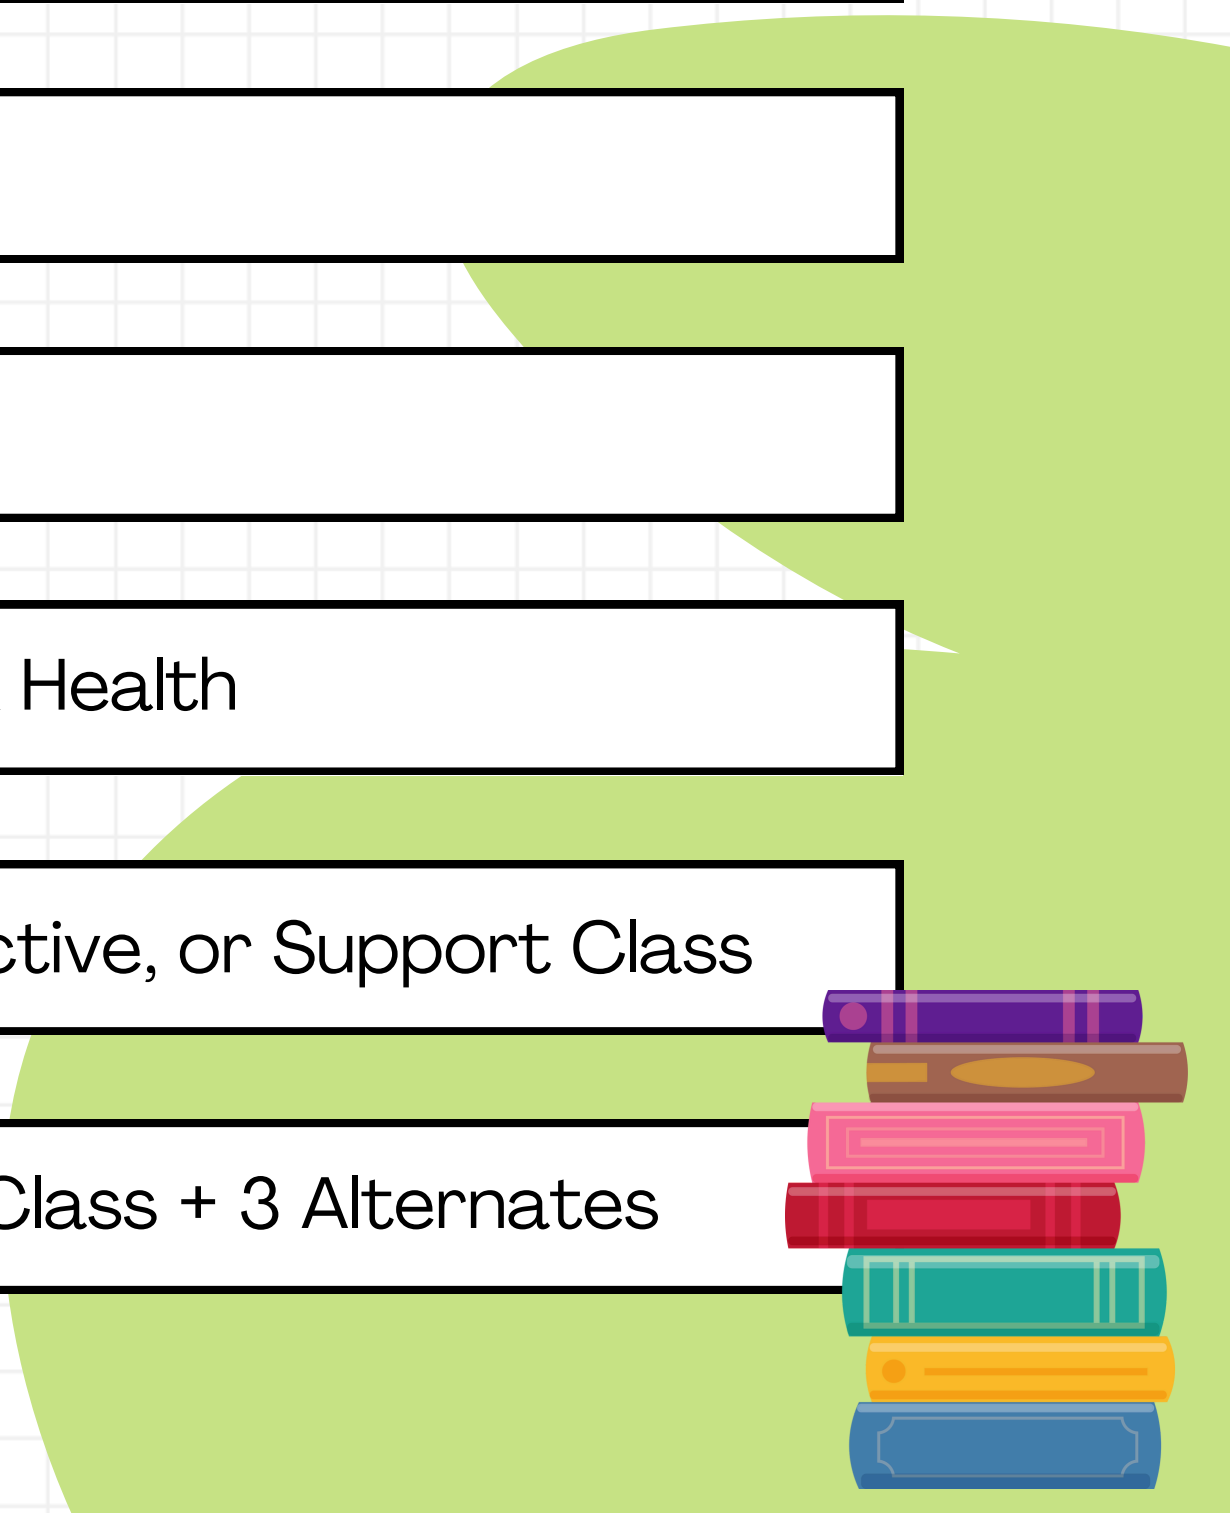 Health
ctive, or Support Class
Class + 3 Alternates